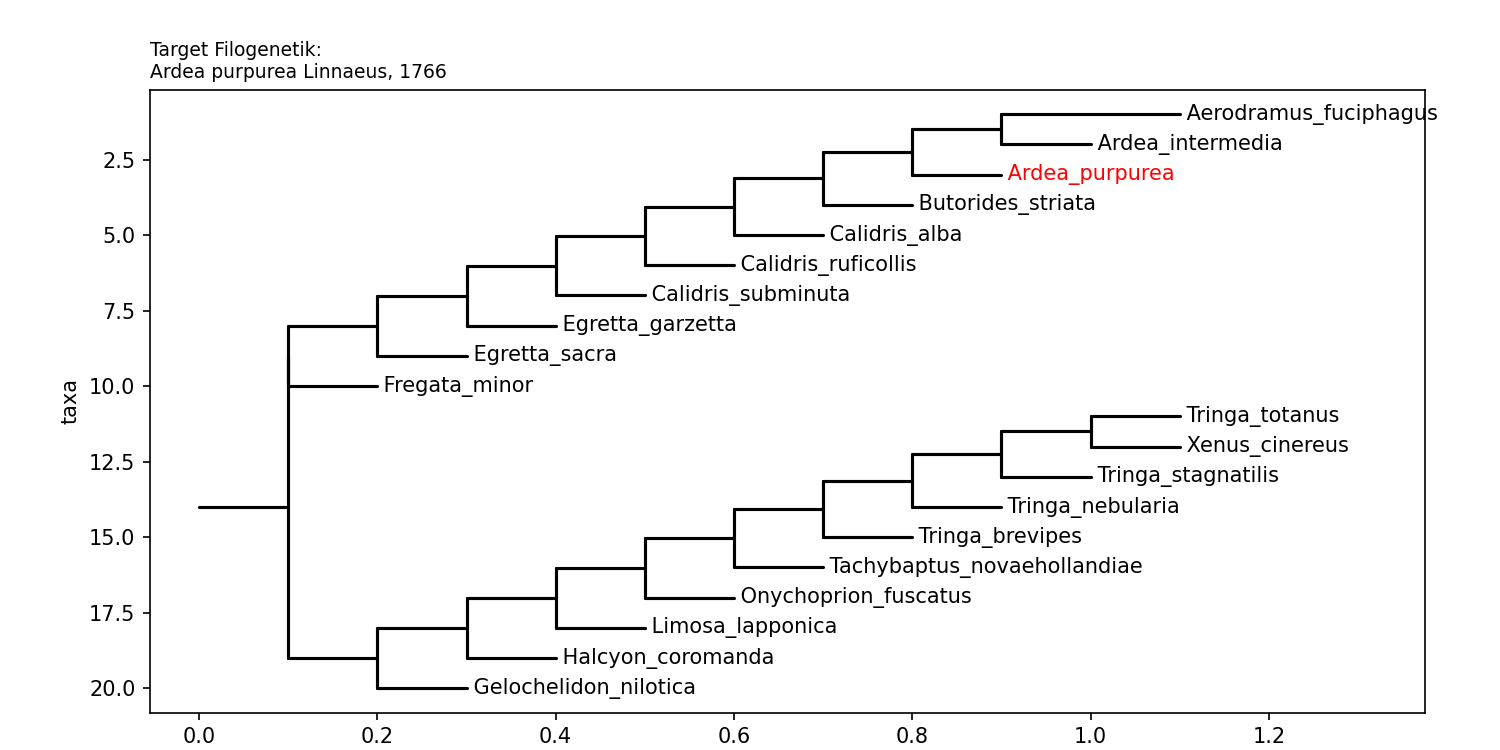 Target Filogenetik:
Ardea purpurea Linnaeus, 1766
Aerodramus_fuciphagus
Ardea_intermedia
2.5
Ardea_purpurea
Butorides_striata
5.0
Calidris_alba
Calidris_ruficollis
Calidris_subminuta
7.5
Egretta_garzetta
Egretta_sacra
10.0
Fregata_minor
taxa
Tringa_totanus
Xenus_cinereus
12.5
Tringa_stagnatilis
Tringa_nebularia
15.0
Tringa_brevipes
Tachybaptus_novaehollandiae
Onychoprion_fuscatus
17.5
Limosa_lapponica
Halcyon_coromanda
20.0
Gelochelidon_nilotica
0.0 0.2 0.4 0.6 0.8 1.0 1.2